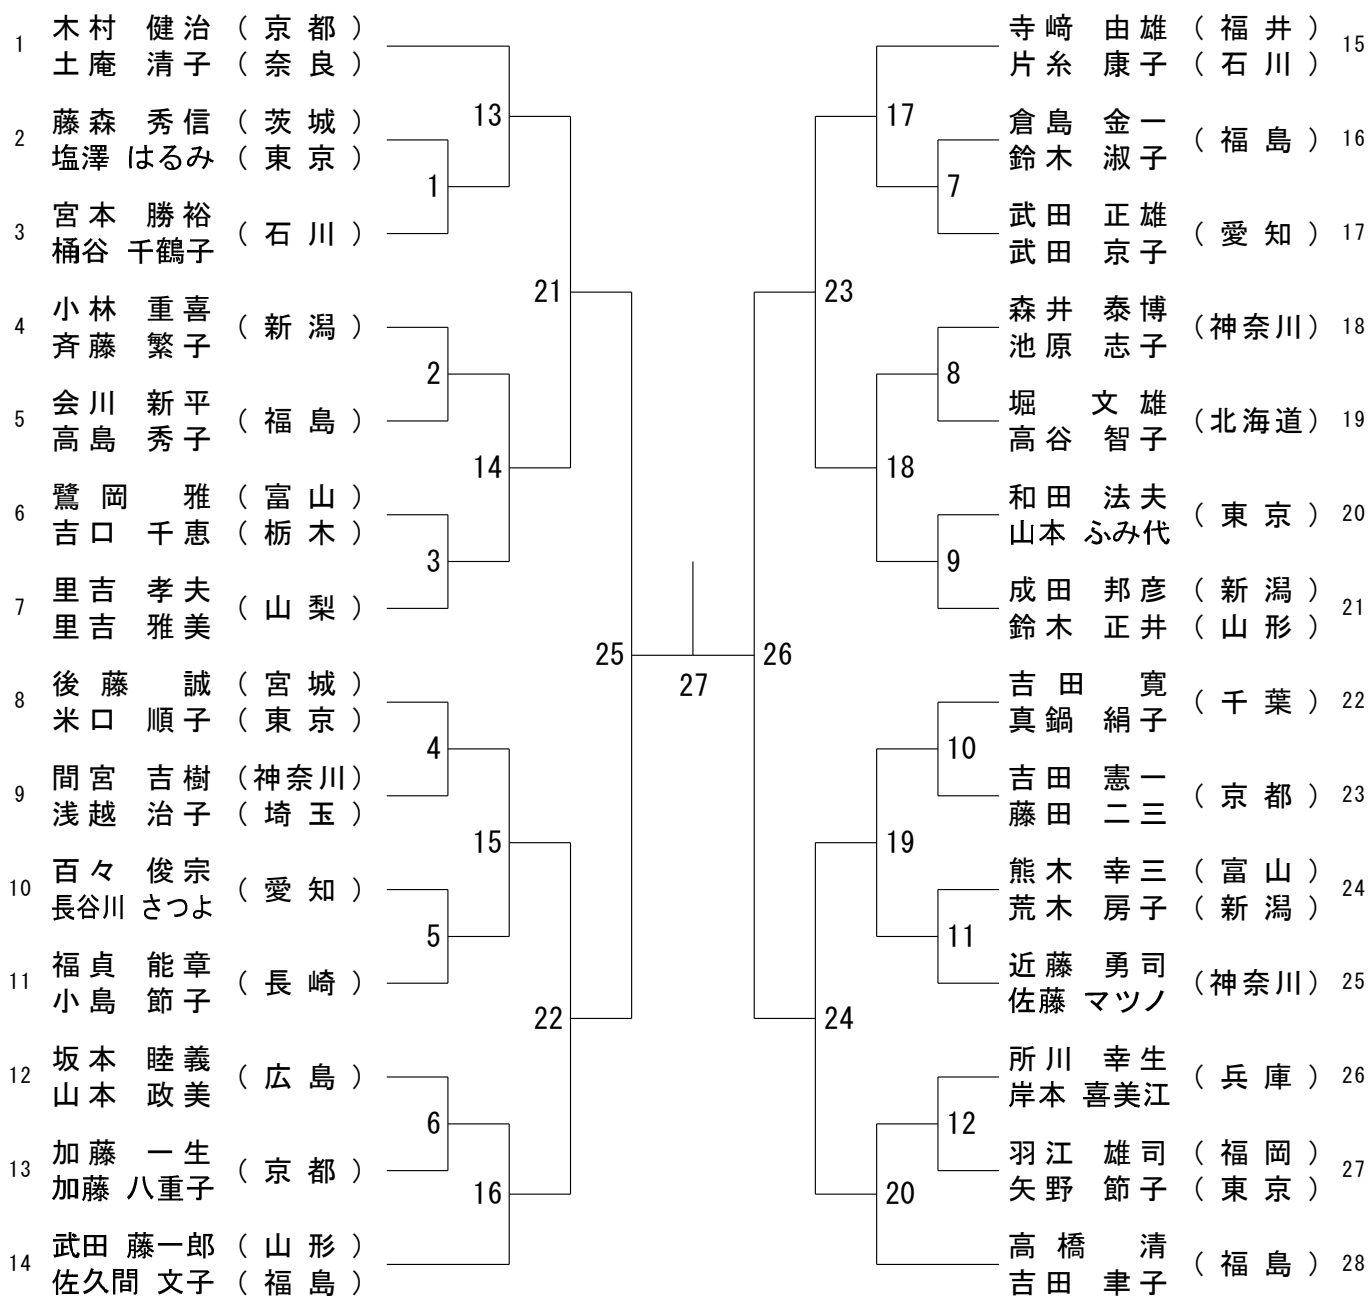 1 木村 健治 (京都)
土庵 清子 (奈良)
2 藤森 秀信 (茨城)
塩澤 はるみ (東京)
3 宮本 勝裕 (石川)
桶谷 千鶴子
4 小林 重喜 (新潟)
斉藤 繁子
5 会川 新平 (福島)
高島 秀子
6 鷺岡 雅 (富山)
吉口 千恵 (栃木)
7 里吉 孝夫 (山梨)
里吉 雅美
8 後藤 誠 (宮城)
米口 順子 (東京)
9 間宮 吉樹 (神奈川)
浅越 治子 (埼玉)
10 百々 俊宗 (愛知)
長谷川 さつよ
11 福貞 能章 (長崎)
小島 節子
12 坂本 睦義 (広島)
山本 政美
13 加藤 一生 (京都)
加藤 八重子
14 武田 藤一郎 (山形)
佐久間 文子 (福島)
13
1
21
2
14
3
25
4
15
5
22
6
16
27
17
7
23
8
18
9
26
10
19
11
24
12
20
寺﨑 由雄 (福井) 15
片糸 康子 (石川)
倉島 金一 (福島) 16
鈴木 淑子
武田 正雄 (愛知) 17
武田 京子
森井 泰博 (神奈川) 18
池原 志子
堀 文雄 (北海道) 19
高谷 智子
和田 法夫 (東京) 20
山本 ふみ代
成田 邦彦 (新潟) 21
鈴木 正井 (山形)
吉田 寛 (千葉) 22
真鍋 絹子
吉田 憲一 (京都) 23
藤田 二三
熊木 幸三 (富山) 24
荒木 房子 (新潟)
近藤 勇司 (神奈川) 25
佐藤 マツノ
所川 幸生 (兵庫) 26
岸本 喜美江
羽江 雄司 (福岡) 27
矢野 節子 (東京)
高橋 清 (福島) 28
吉田 聿子